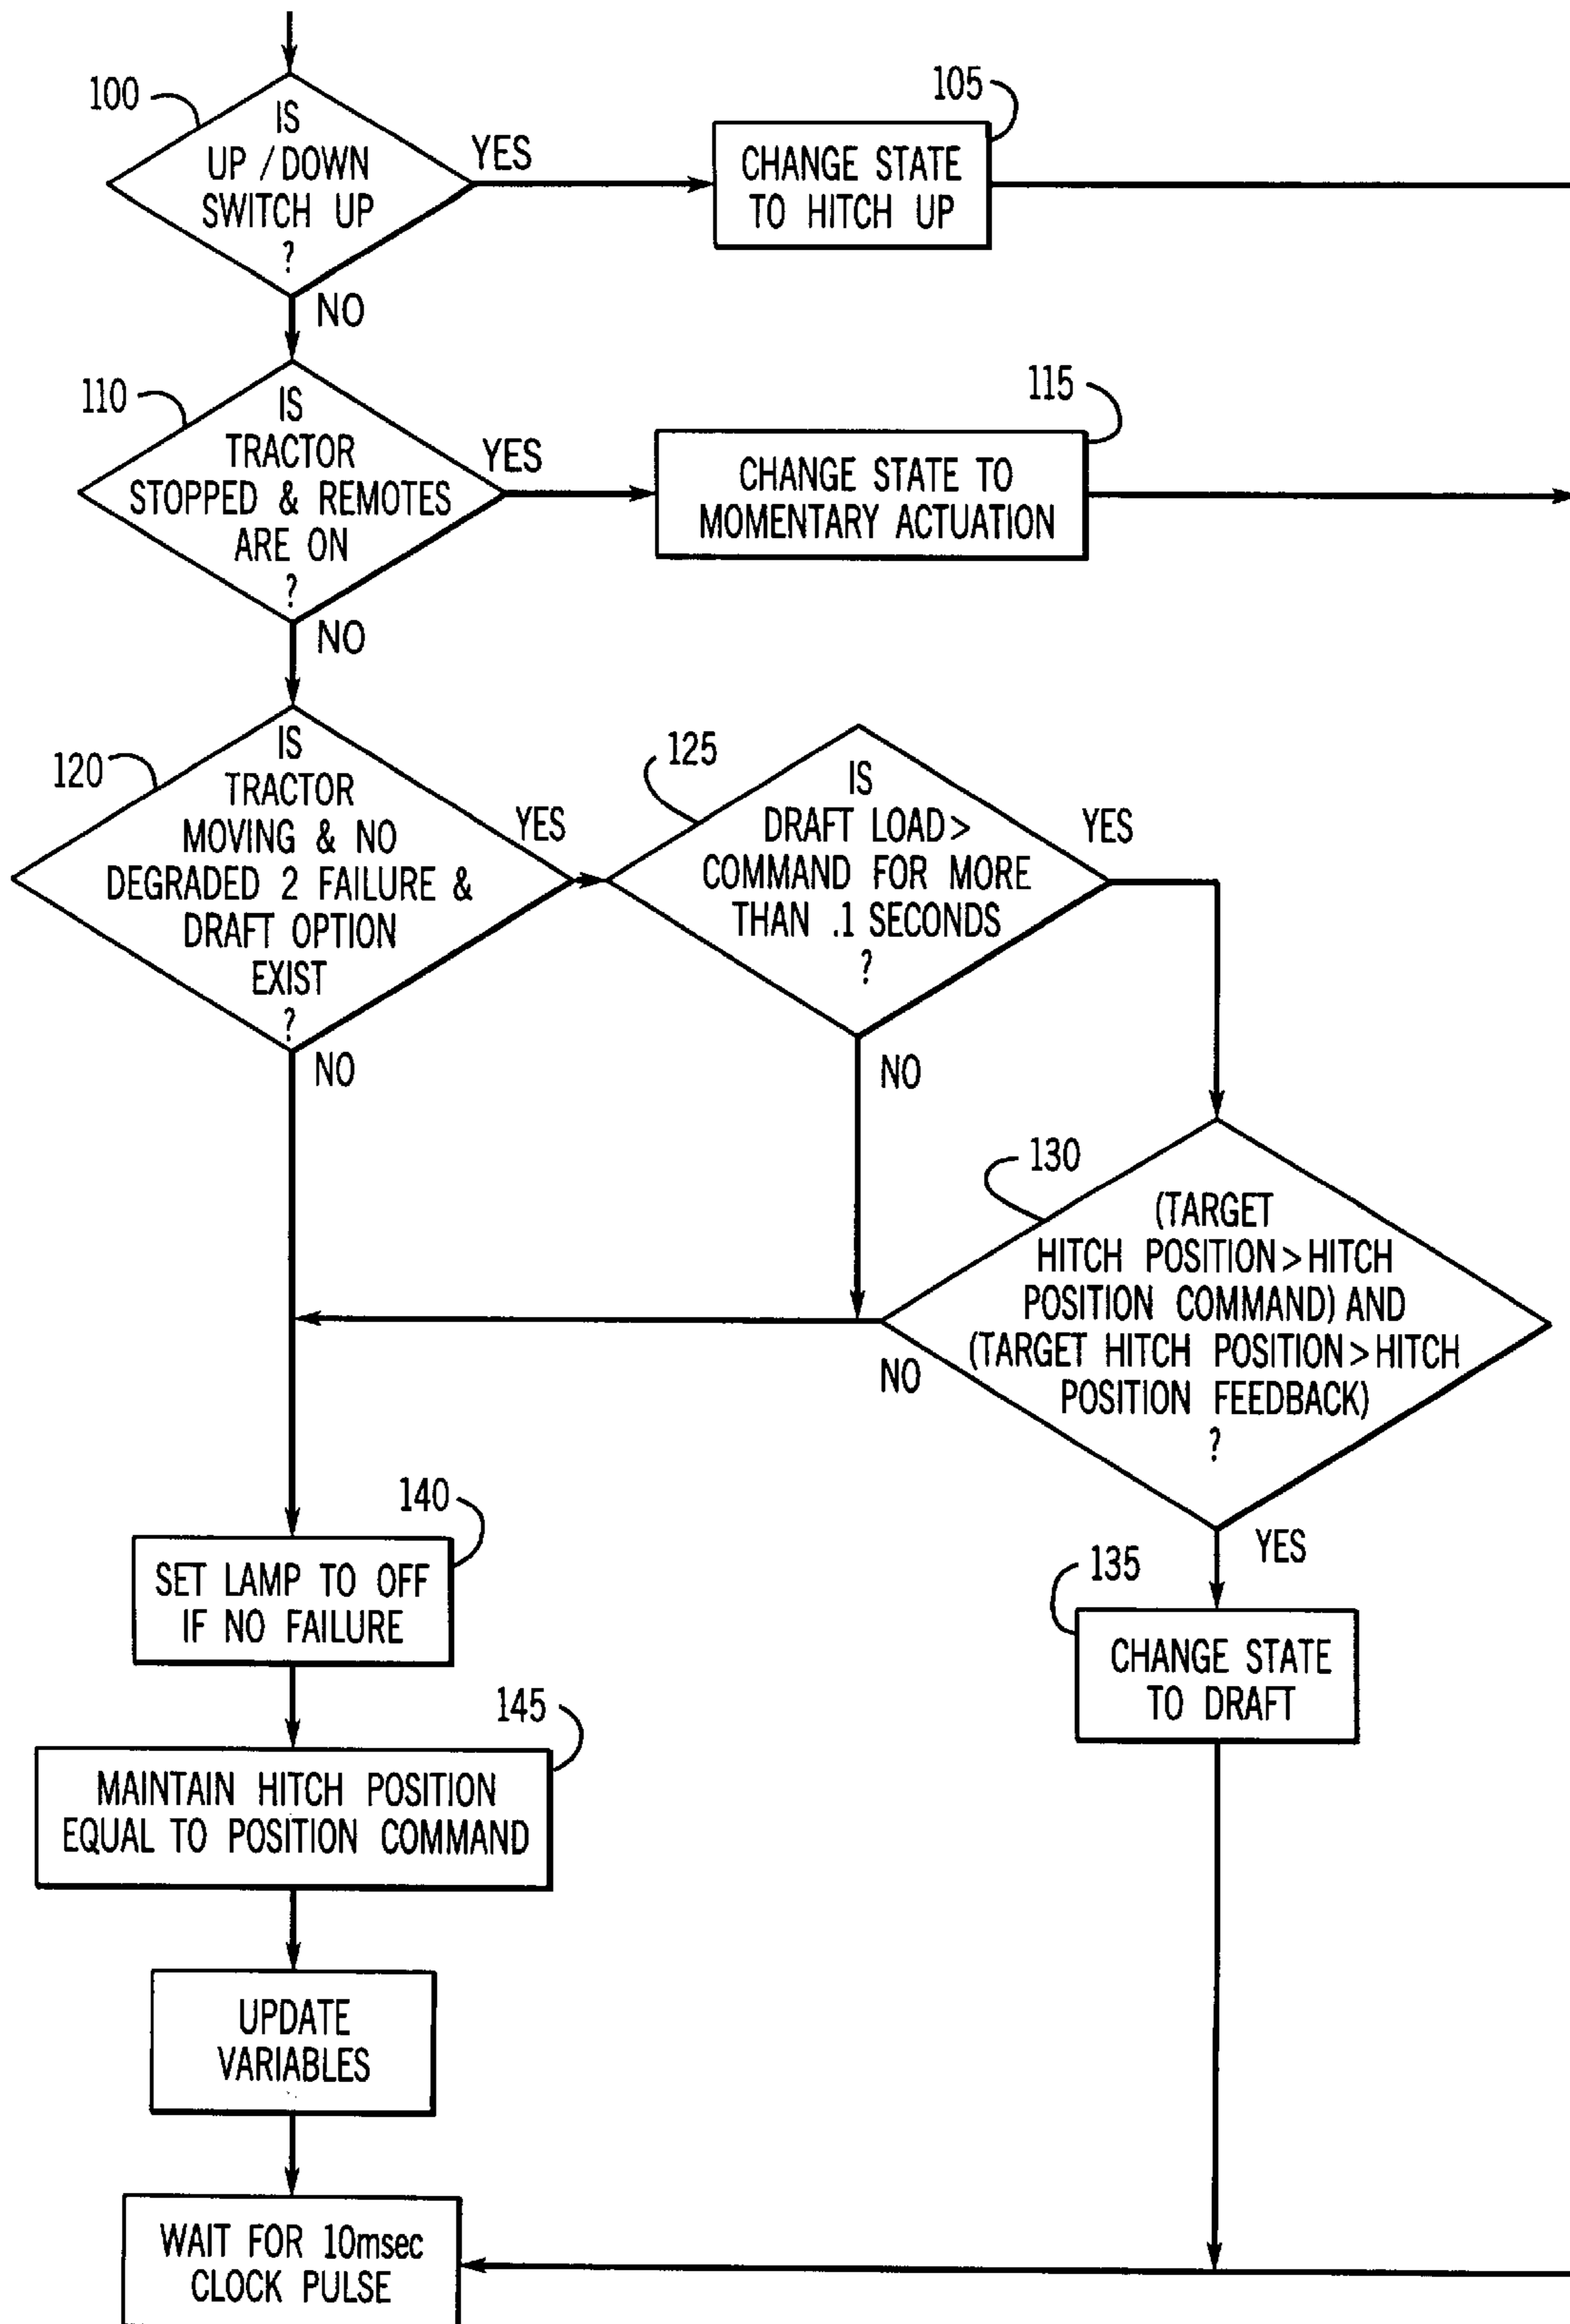 100
IS
UP / DOWN
SWITCH UP
?
YES
105
CHANGE STATE
TO HITCH UP
NO
110
IS
TRACTOR
STOPPED & REMOTES
ARE ON
?
YES
115
CHANGE STATE TO
MOMENTARY ACTUATION
NO
120
IS
TRACTOR
MOVING & NO
DEGRADED 2 FAILURE &
DRAFT OPTION
EXIST
?
YES
NO
125
IS
DRAFT LOAD >
COMMAND FOR MORE
THAN .1 SECONDS
?
YES
NO
130
(TARGET
HITCH POSITION > HITCH
POSITION COMMAND) AND
(TARGET HITCH POSITION > HITCH
POSITION FEEDBACK)
?
NO
YES
135
CHANGE STATE
TO DRAFT
140
SET LAMP TO OFF
IF NO FAILURE
145
MAINTAIN HITCH POSITION
EQUAL TO POSITION COMMAND
UPDATE
VARIABLES
WAIT FOR 10msec
CLOCK PULSE